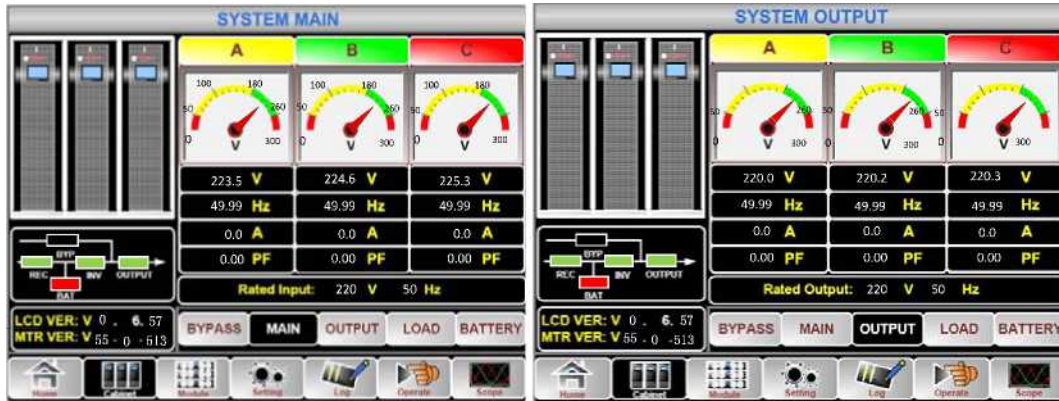 SYSTEM MAIN
A B C
100 180 100 180 100 180
50 260 50 260 50 260
0 300 0 300 0 300
V V V
223.5 V 224.6 V 225.3 V
49.99 Hz 49.99 Hz 49.99 Hz
0.0 A 0.0 A 0.0 A
0.00 PF 0.00 PF 0.00 PF
BYP
REC INV OUTPUT
BAT
Rated Input: 220 V 50 Hz
LCD VER: V 0 . 6. 57
MTR VER: V 55 - 0 -513
BYPASS MAIN OUTPUT LOAD BATTERY
Home Cabinet Module Setting Log Operate Scope
SYSTEM OUTPUT
A B C
V 300 V 300 V 300
220.0 V 220.2 V 220.3 V
49.99 Hz 49.99 Hz 49.99 Hz
0.0 A 0.0 A 0.0 A
0.00 PF 0.00 PF 0.00 PF
BYP
REC INV OUTPUT
BAT
Rated Output: 220 V 50 Hz
LCD VER: V 0 . 6. 57
MTR VER: V 55 - 0 -513
BYPASS MAIN OUTPUT LOAD BATTERY
Home Cabinet Module Setting Log Operate Scope